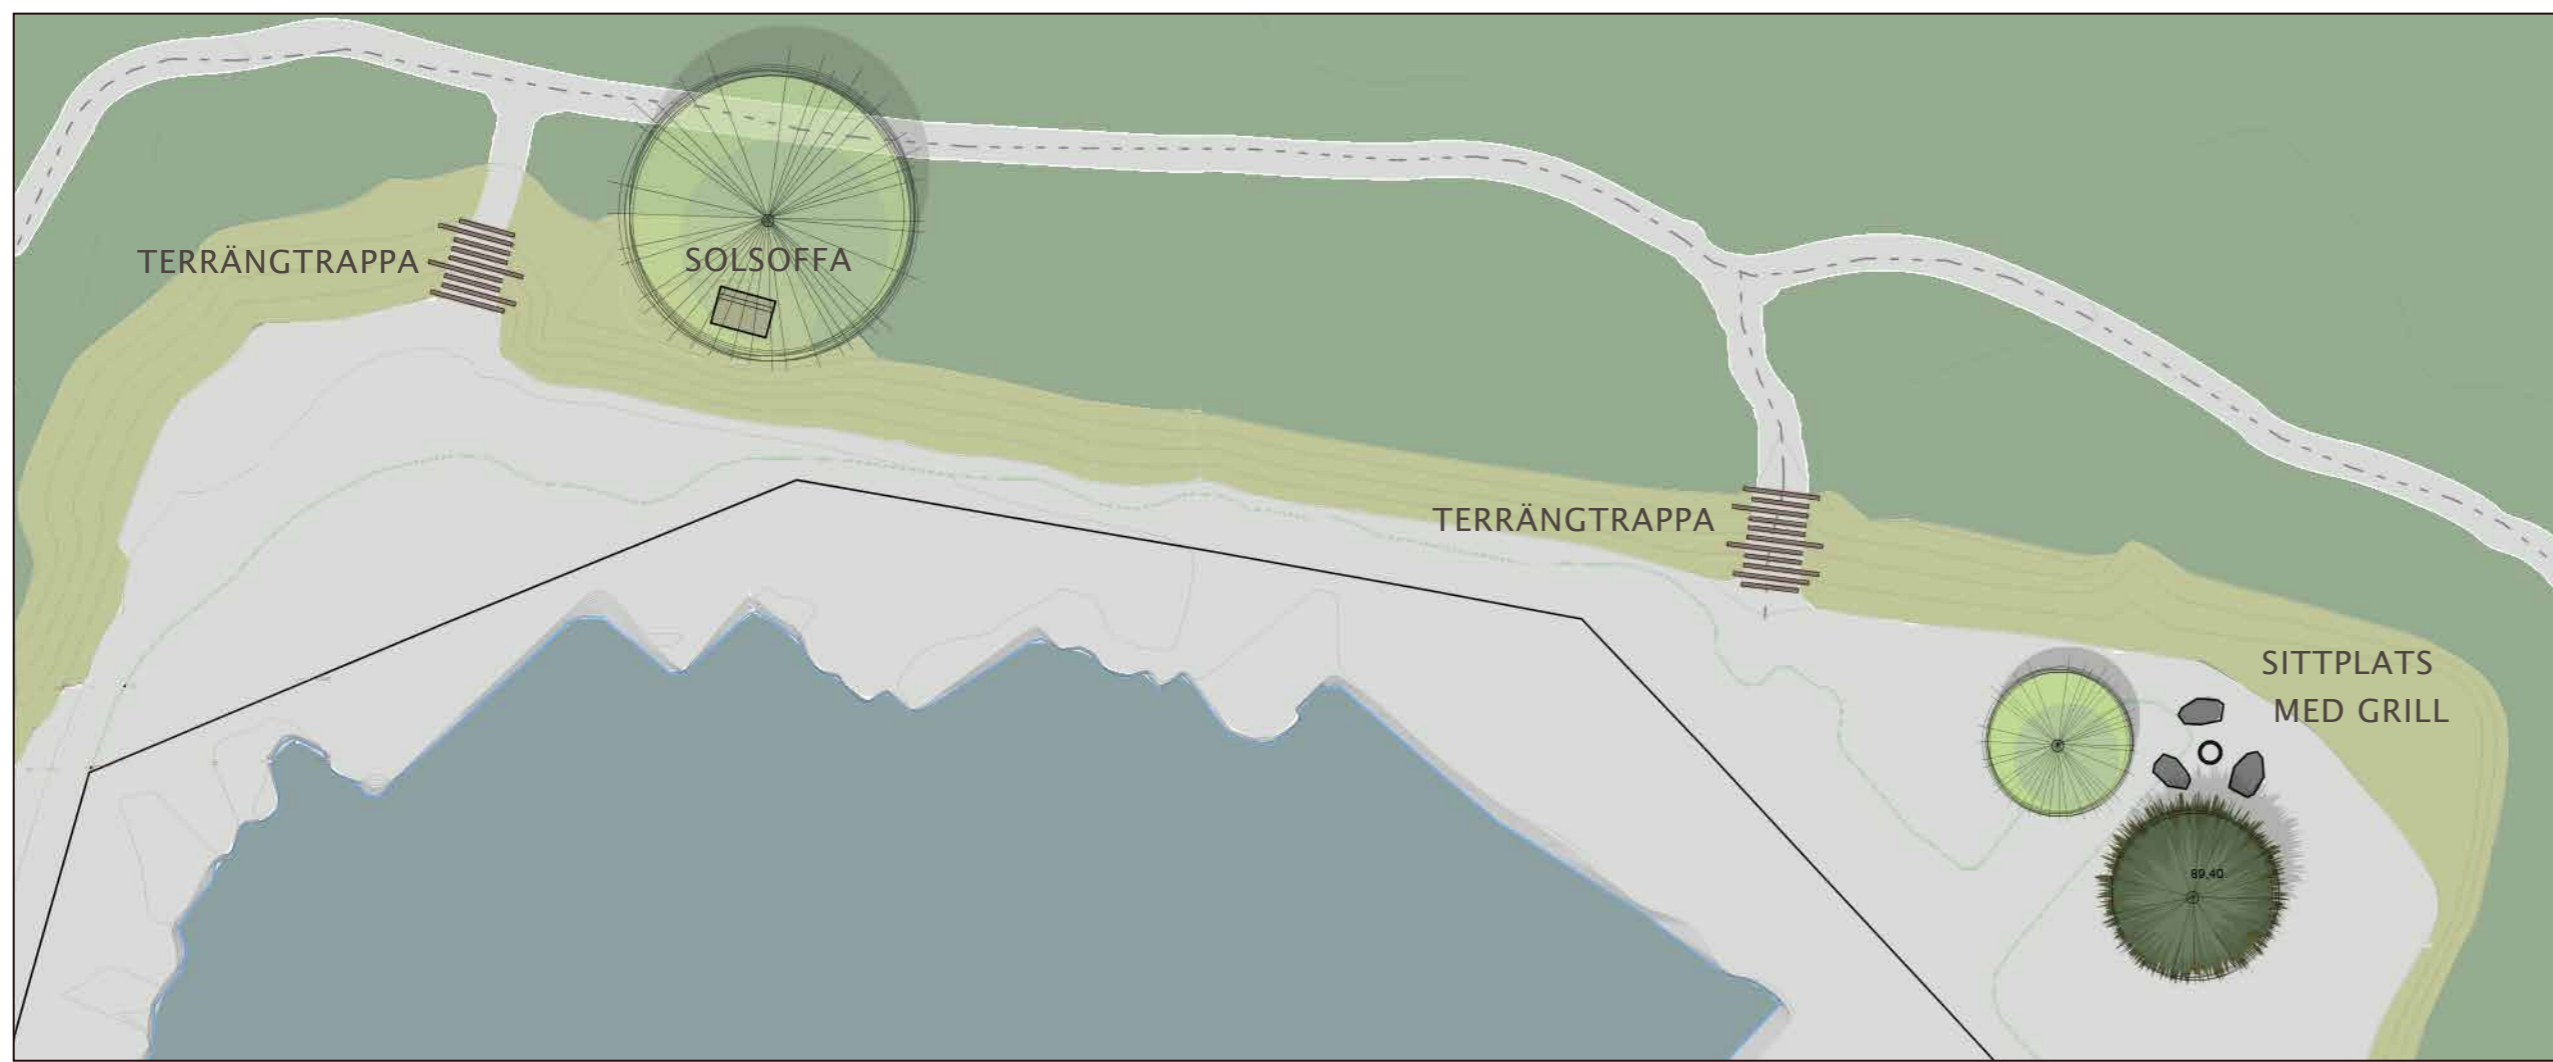 TERRÄNGTRAPPA
SOLSOFFA
TERRÄNGTRAPPA
SITTPLATS
MED GRILL
89,40